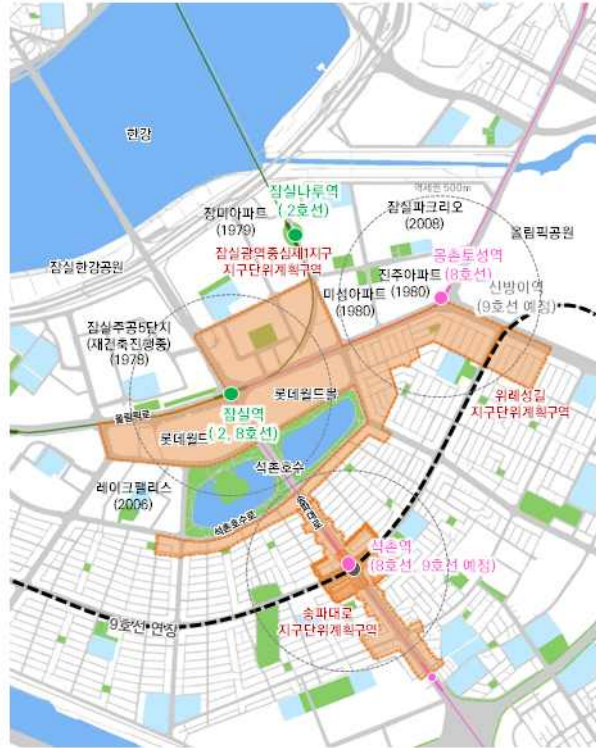 한강
역세권 500m
잠실나루역
( 2호선)
장미아파트
(1979)
잠실파크리오
(2008)
올림픽공원
잠실광역중심제1지구
지구단위계획구역
몽촌토성역
(8호선)
잠실한강공원
진주아파트
(1980)
미성아파트
(1980)
신방이역
(9호선 예정)
잠실주공5단지
(재건축진행중)
(1978)
롯데월드몰
올림픽로
잠실역
( 2, 8호선)
롯데월드
위례성길
지구단위계획구역
석촌호수
레이크팰리스
(2006)
송파대로
석촌호수로
석촌역
(8호선, 9호선 예정)
송파대로
지구단위계획구역
9호선 연장